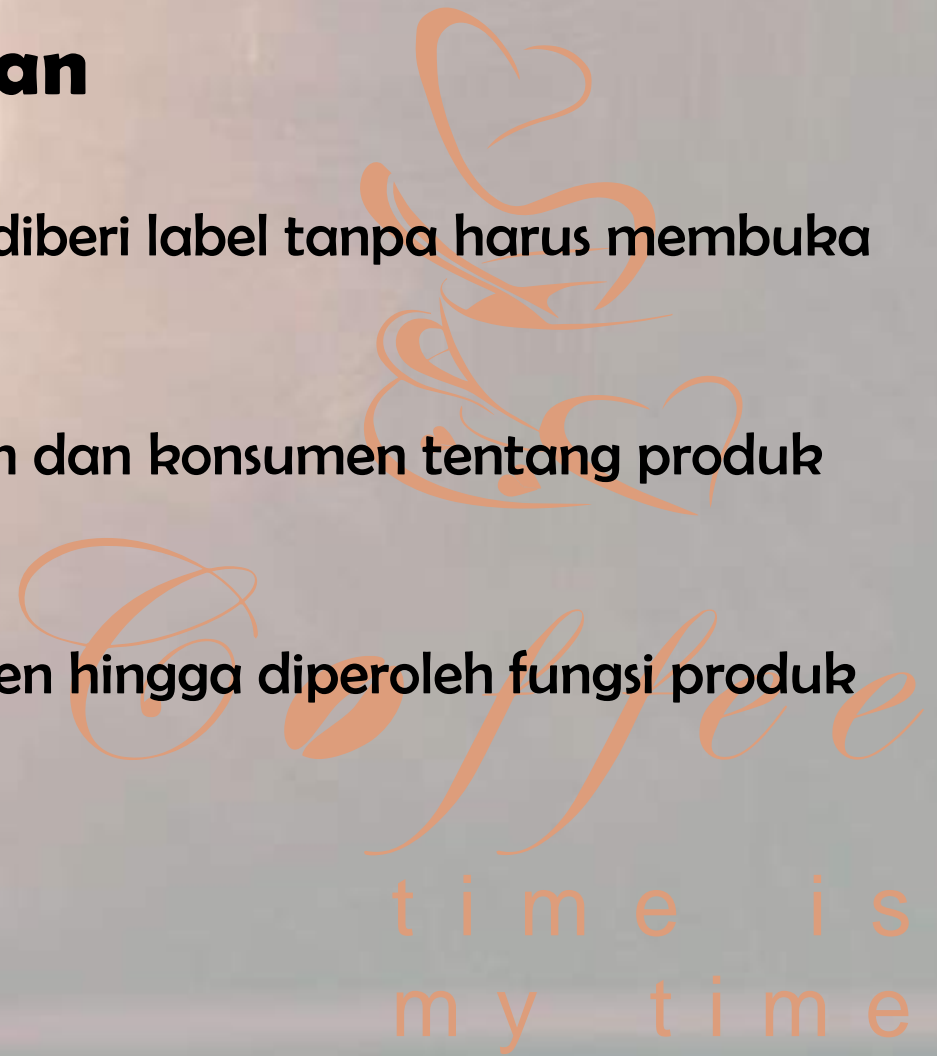 an
diberi label tanpa harus membuka
n dan konsumen tentang produk
en hingga diperoleh fungsi produk
Coffee
time is
my time